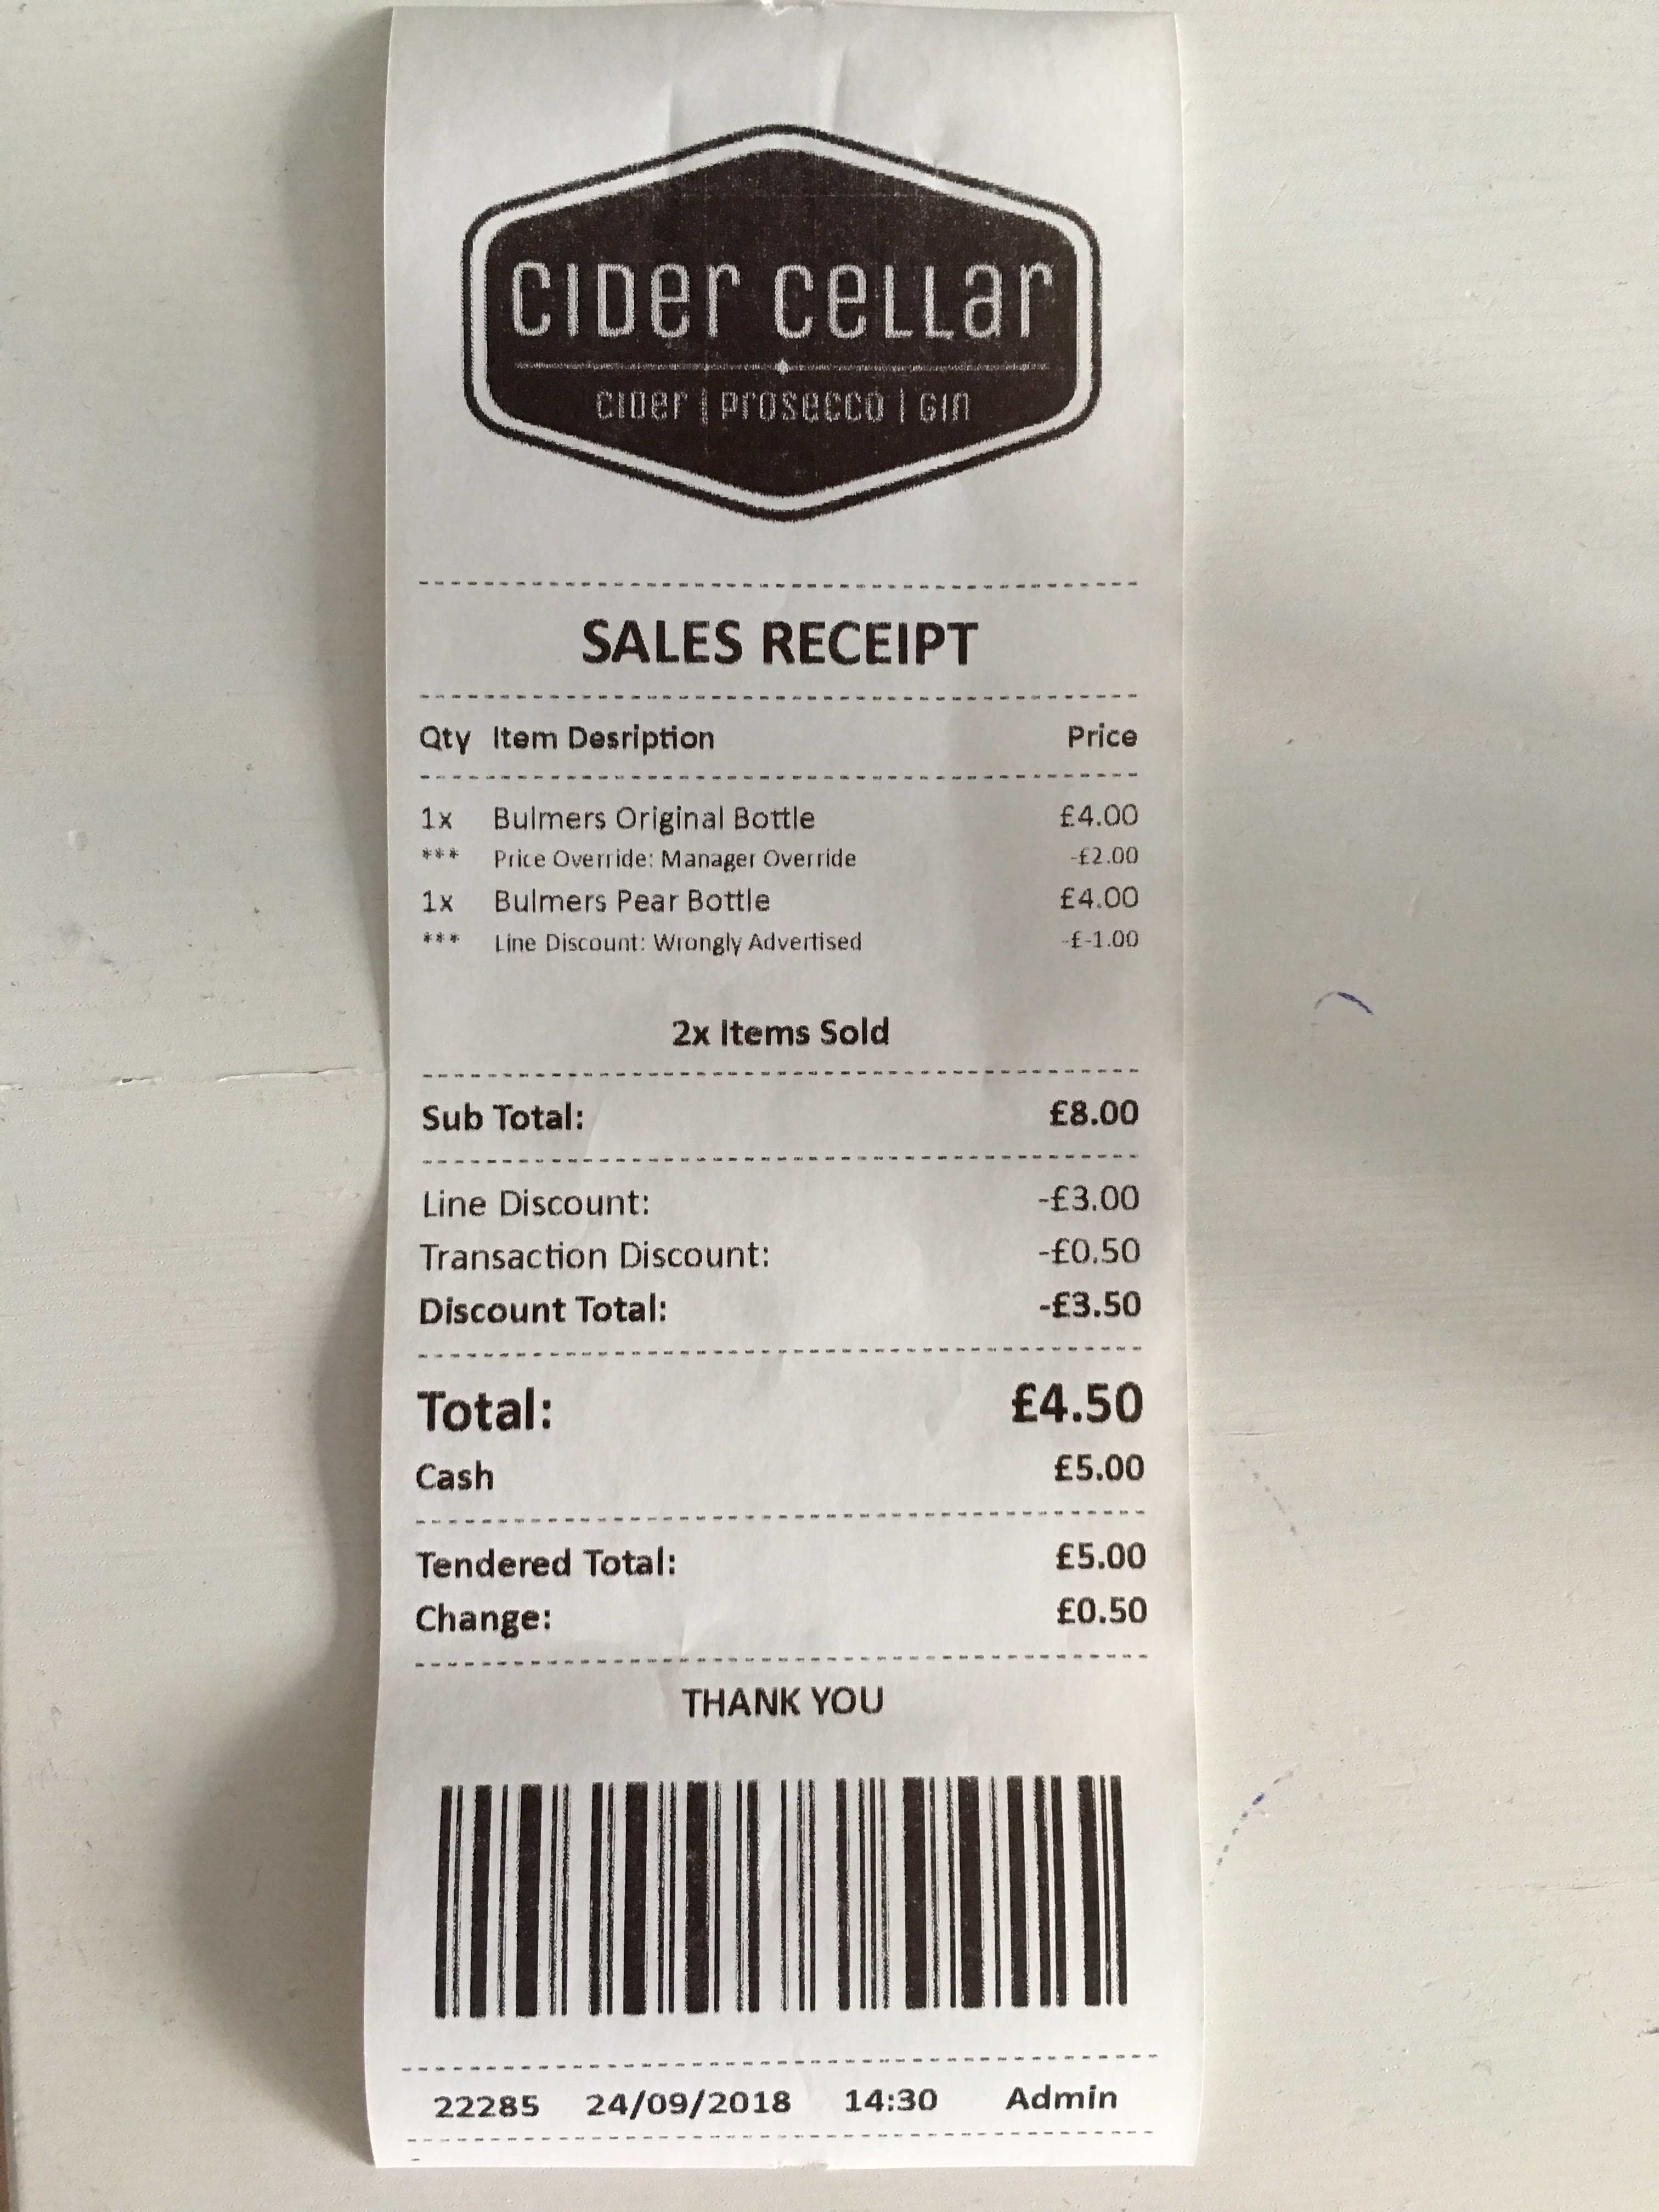 CIDer ceLLar
CIDer | Prosecco | GIn
SALES RECEIPT
Qty Item Desription Price
1x Bulmers Original Bottle £4.00
*** Price Override: Manager Override -£2.00
1x Bulmers Pear Bottle £4.00
*** Line Discount: Wrongly Advertised -£-1.00
2x Items Sold
Sub Total: £8.00
Line Discount: -£3.00
Transaction Discount: -£0.50
Discount Total: -£3.50
Total: £4.50
Cash £5.00
Tendered Total: £5.00
Change: £0.50
THANK YOU
22285 24/09/2018 14:30 Admin